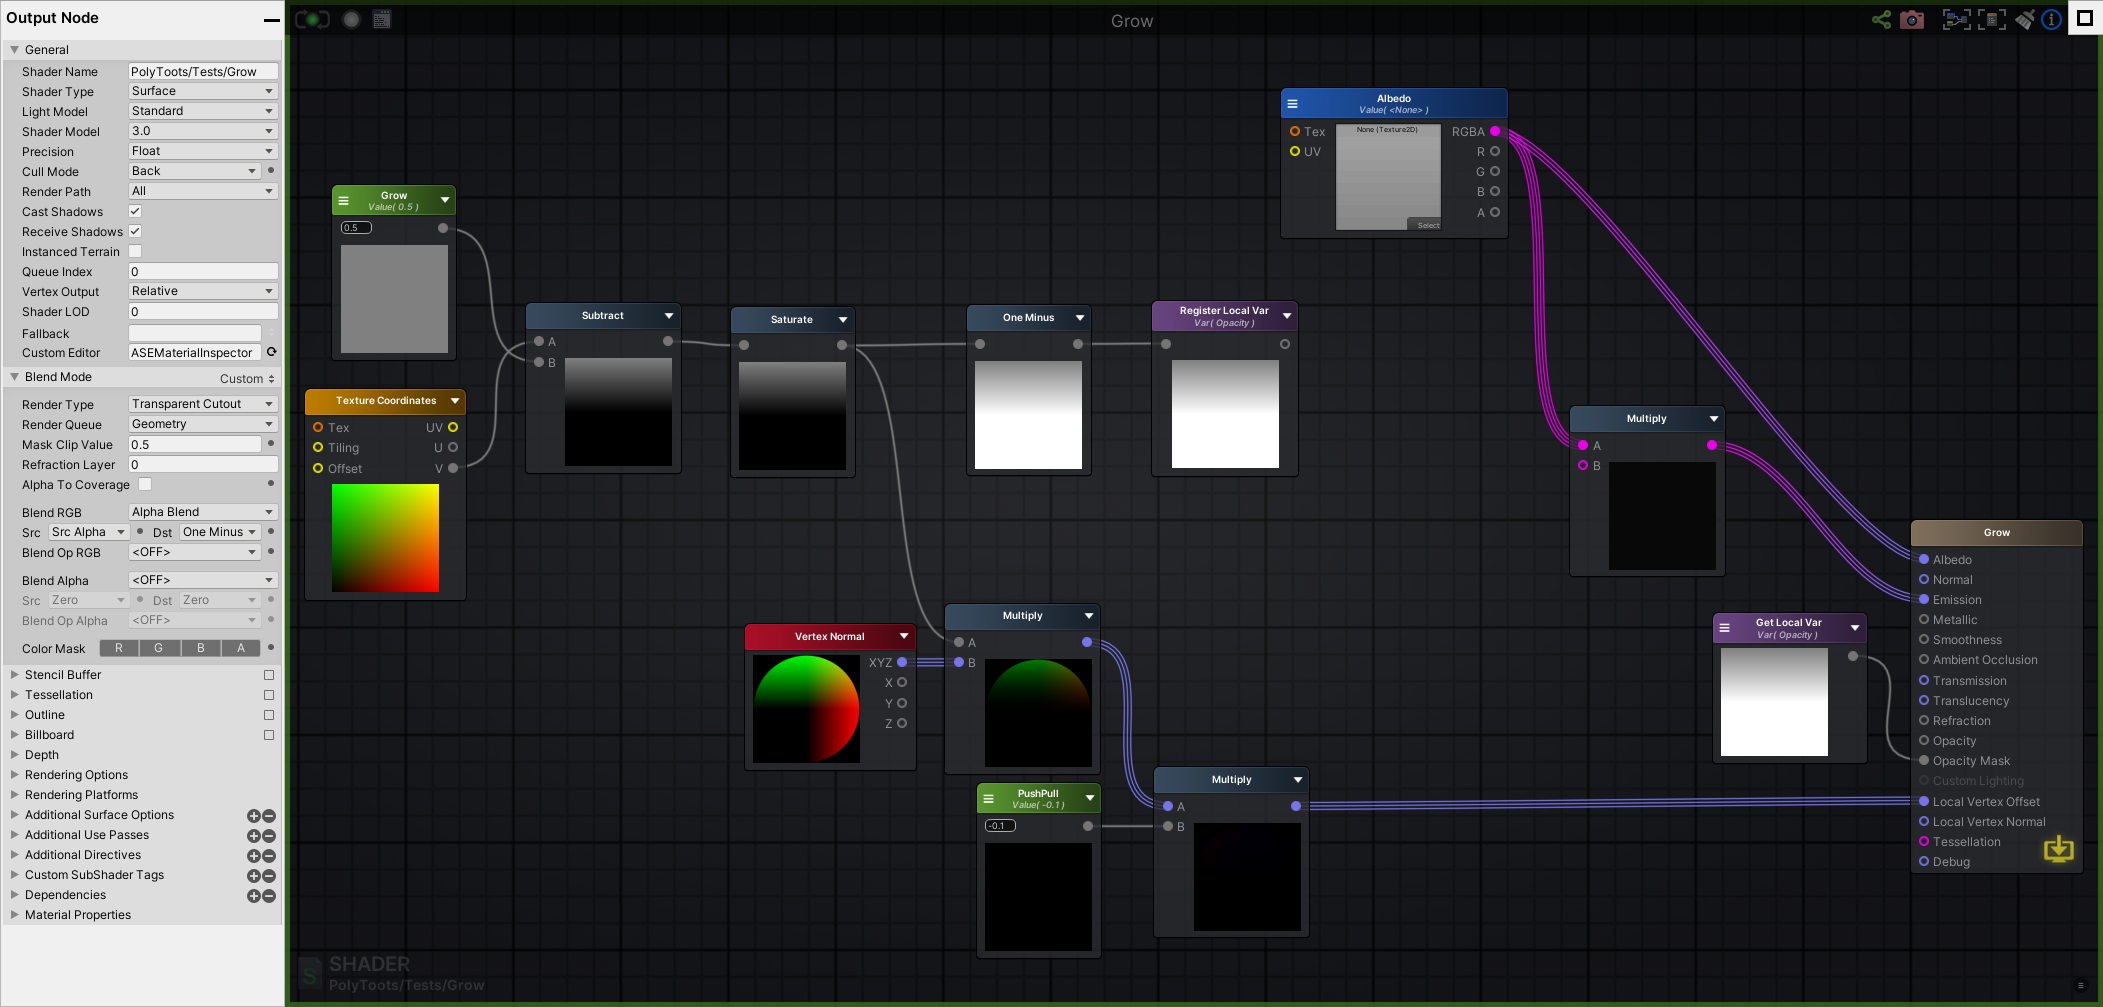 Output Node
General
Shader Name PolyToots/Tests/Grow
Shader Type Surface
Light Model Standard
Shader Model 3.0
Precision Float
Cull Mode Back
Render Path All
Cast Shadows
Receive Shadows
Instanced Terrain
Queue Index 0
Vertex Output Relative
Shader LOD 0
Fallback
Custom Editor ASEMaterialInspector
Blend Mode Custom
Render Type Transparent Cutout
Render Queue Geometry
Mask Clip Value 0.5
Refraction Layer 0
Alpha To Coverage
Blend RGB Alpha Blend
Src Src Alpha Dst One Minus
Blend Op RGB <OFF>
Blend Alpha <OFF>
Src Zero Dst Zero
Blend Op Alpha <OFF>
Color Mask R G B A
Stencil Buffer
Tessellation
Outline
Billboard
Depth
Rendering Options
Rendering Platforms
Additional Surface Options
Additional Use Passes
Additional Directives
Custom SubShader Tags
Dependencies
Material Properties
Grow
Grow
Value( 0.5 )
0.5
Texture Coordinates
Tex UV
Tiling U
Offset V
Subtract
A
B
Saturate
One Minus
Register Local Var
Var( Opacity )
Albedo
Value( <None> )
Tex None (Texture2D) RGBA
UV R
G
B
A
Select
Multiply
A
B
Vertex Normal
XYZ
X
Y
Z
Multiply
A
B
PushPull
Value( -0.1 )
-0.1
Multiply
A
B
Get Local Var
Var( Opacity )
Grow
Albedo
Normal
Emission
Metallic
Smoothness
Ambient Occlusion
Transmission
Translucency
Refraction
Opacity
Opacity Mask
Custom Lighting
Local Vertex Offset
Local Vertex Normal
Tessellation
Debug
S
SHADER
PolyToots/Tests/Grow